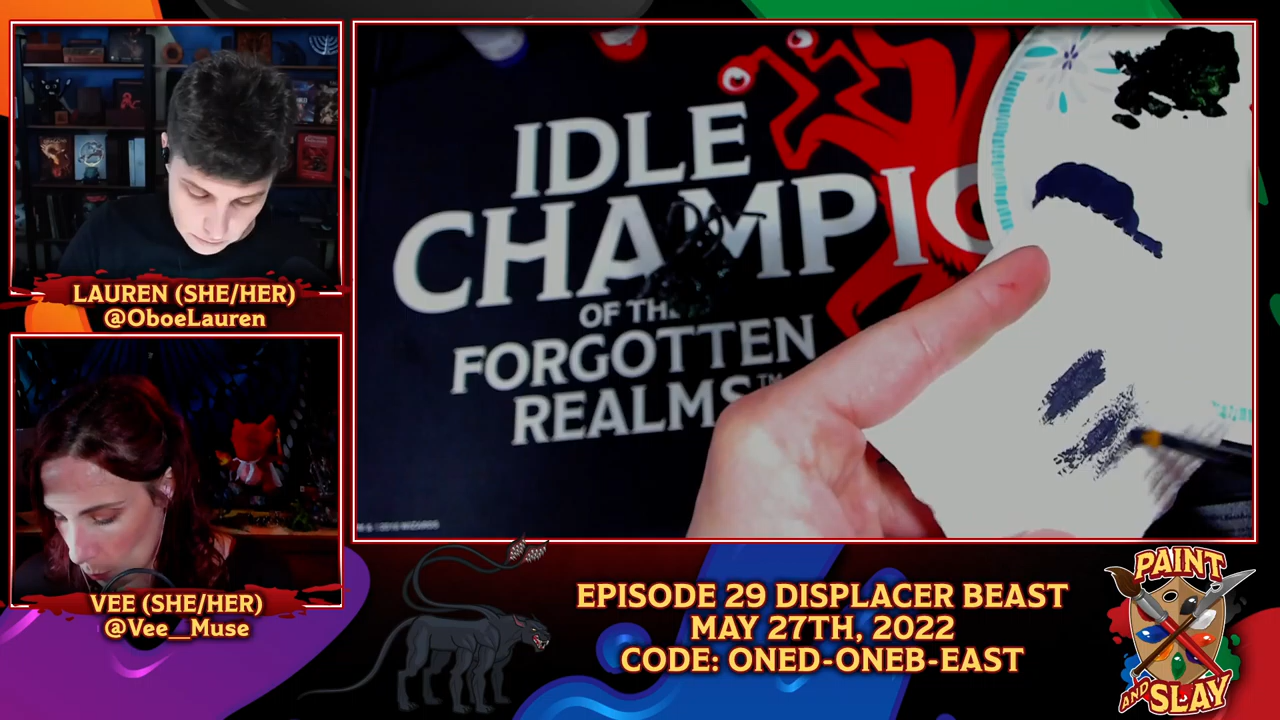 LAUREN (SHE/HER)
@OboeLauren
VEE (SHE/HER)
@Vee__Muse
IDLE
CHAMPIO
OF THE
FORGOTTEN
REALMS™
EPISODE 29 DISPLACER BEAST
MAY 27TH, 2022
CODE: ONED-ONEB-EAST
PAINT
AND SLAY